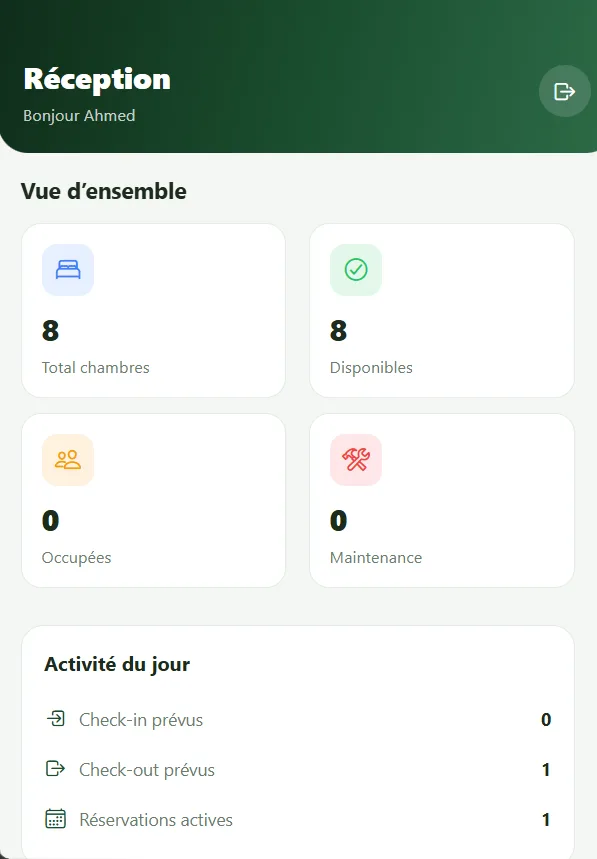 Réception
Bonjour Ahmed
Vue d’ensemble
8
Total chambres
8
Disponibles
0
Occupées
0
Maintenance
Activité du jour
Check-in prévus 0
Check-out prévus 1
Réservations actives 1